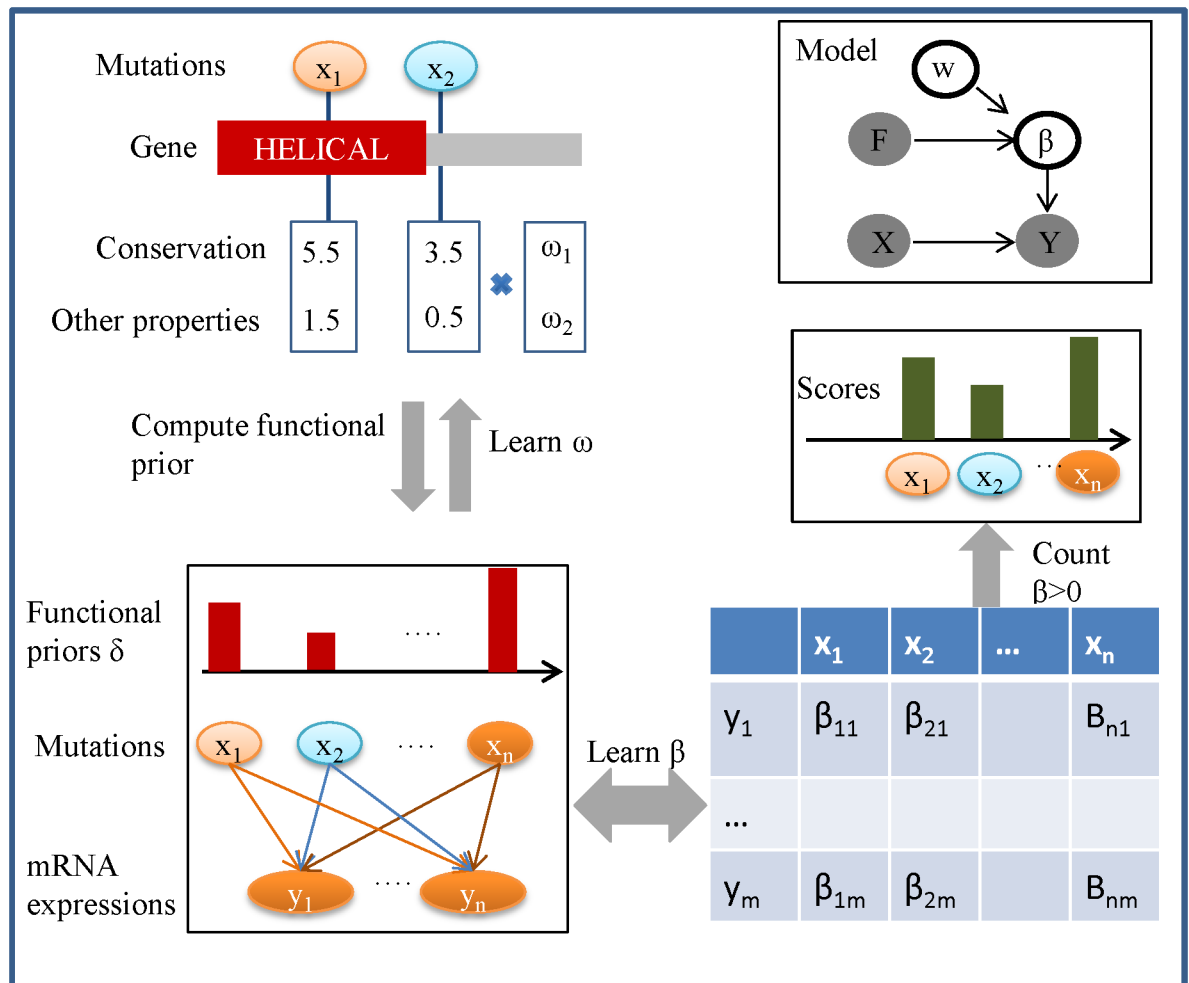 Mutations x₁ x₂
Gene HELICAL
Conservation 5.5 3.5 ω₁
Other properties 1.5 0.5 ω₂
Compute functional
prior
Learn ω
Functional
priors δ
....
Mutations x₁ x₂ .... xₙ
mRNA
expressions
y₁ .... yₙ
Learn β
Model
w
F β
X Y
Scores
x₁ x₂ ... xₙ
Count
β>0
x₁ x₂ ... xₙ
y₁ β₁₁ β₂₁ Bₙ₁
...
yₘ β₁ₘ β₂ₘ Bₙₘ